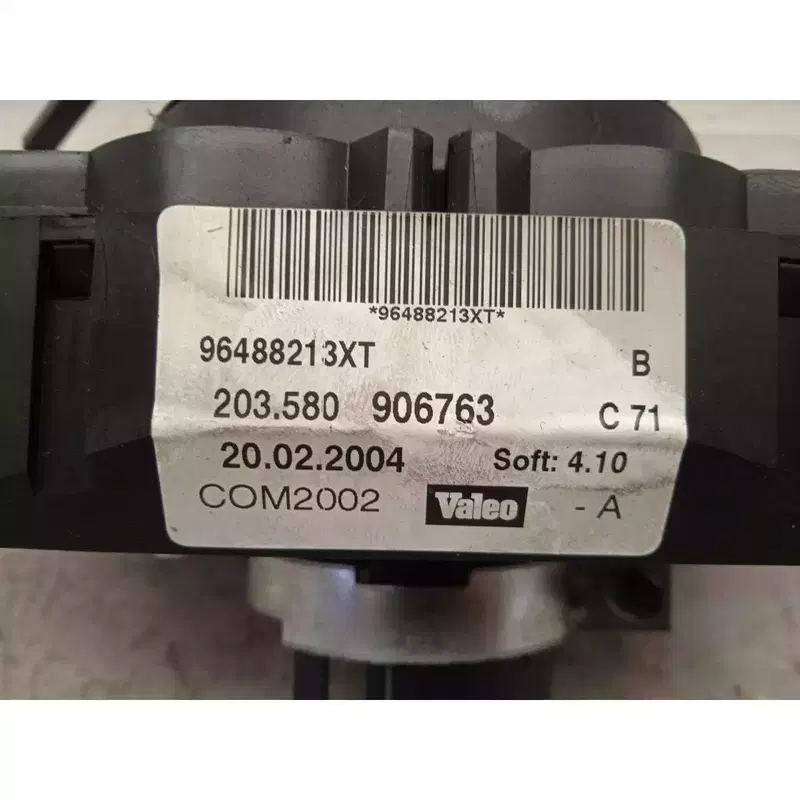 *96488213XT*
96488213XT B
203.580 906763 C 71
20.02.2004 Soft: 4.10
COM2002 Valeo - A